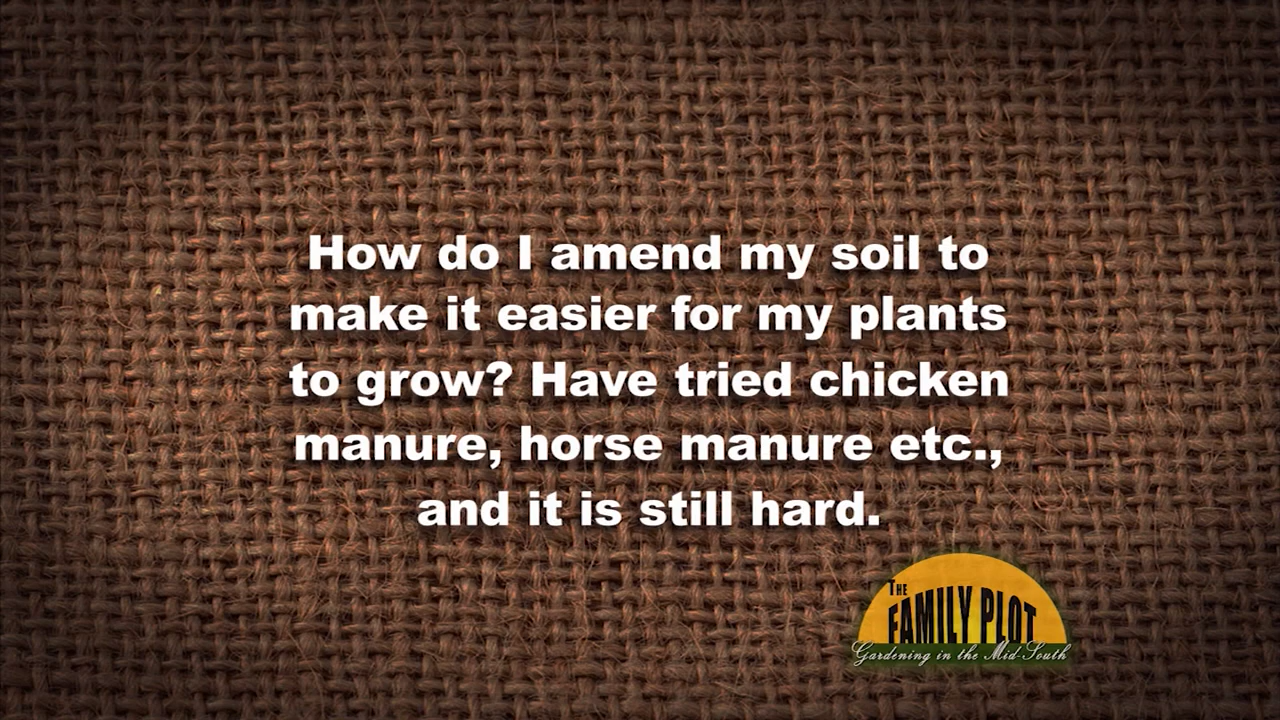 How do I amend my soil to
make it easier for my plants
to grow? Have tried chicken
manure, horse manure etc.,
and it is still hard.
THE
FAMILY PLOT
Gardening in the Mid-South